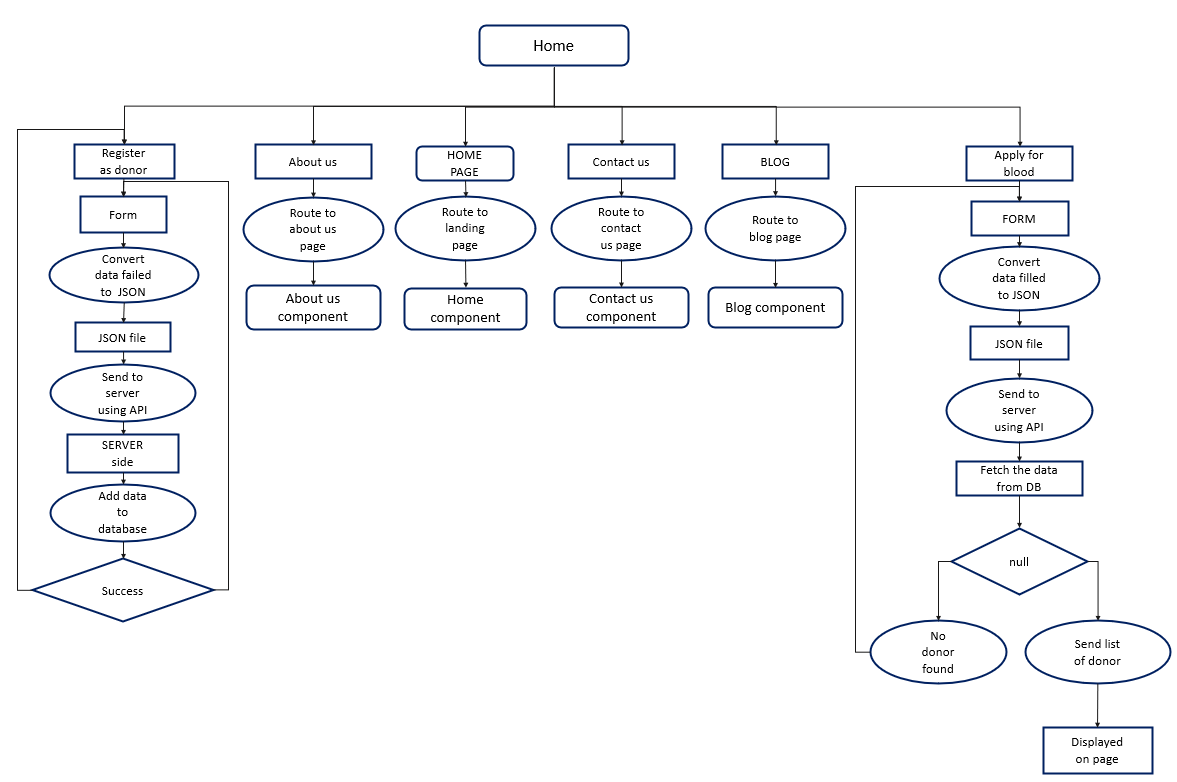 Home
Register
as donor
About us
HOME
PAGE
Contact us
BLOG
Apply for
blood
Form
Route to
about us
page
Route to
landing
page
Route to
contact
us page
Route to
blog page
FORM
Convert
data failed
to JSON
Convert
data filled
to JSON
About us
component
Home
component
Contact us
component
Blog component
JSON file
JSON file
Send to
server
using API
Send to
server
using API
SERVER
side
Fetch the data
from DB
Add data
to
database
Success
null
No
donor
found
Send list
of donor
Displayed
on page